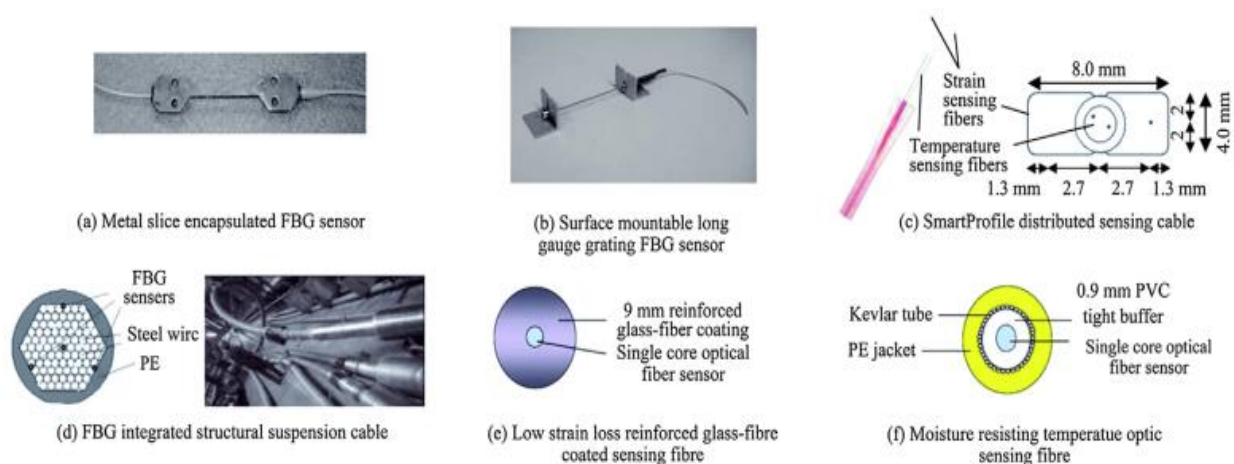 (a) Metal slice encapsulated FBG sensor
(b) Surface mountable long
gauge grating FBG sensor
Strain
sensing
fibers
Temperature
sensing fibers
8.0 mm
2
2
4.0 mm
1.3 mm
2.7
2.7
1.3 mm
(c) SmartProfile distributed sensing cable
FBG
sensers
Steel wirc
PE
(d) FBG integrated structural suspension cable
9 mm reinforced
glass-fiber coating
Single core optical
fiber sensor
(e) Low strain loss reinforced glass-fibre
coated sensing fibre
Kevlar tube
PE jacket
0.9 mm PVC
tight buffer
Single core optical
fiber sensor
(f) Moisture resisting temperatue optic
sensing fibre